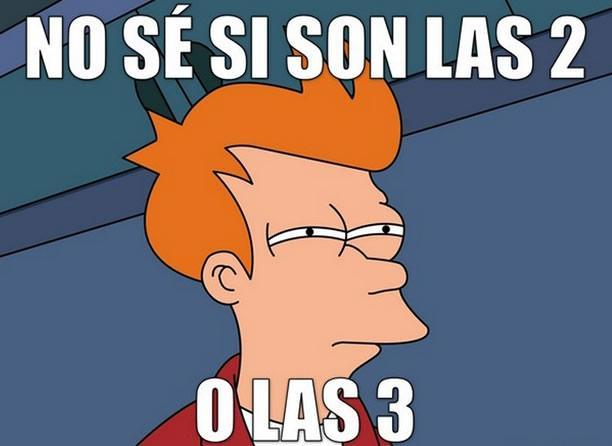 NO SÉ SI SON LAS 2
O LAS 3